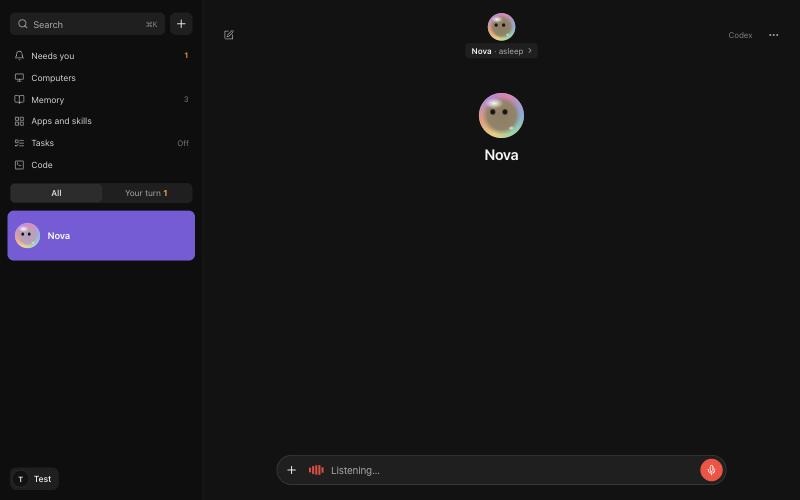 Search ⌘K
Needs you 1
Computers
Memory 3
Apps and skills
Tasks Off
Code
All Your turn 1
Nova
T Test
Nova · asleep
Codex
Nova
Listening...